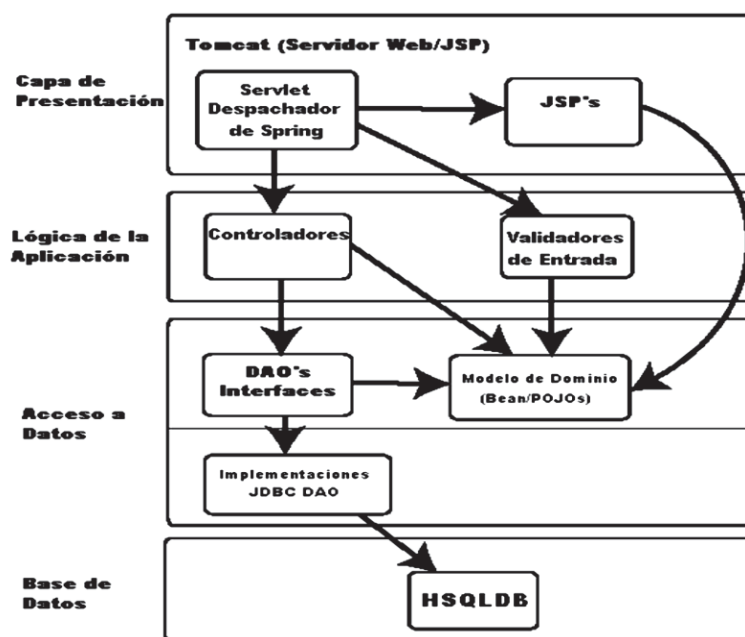 Tomcat (Servidor Web/JSP)
Capa de
Presentación
Servlet
Despachador
de Spring
JSP's
Lógica de la
Aplicación
Controladores
Validadores
de Entrada
Acceso a
Datos
DAO's
Interfaces
Modelo de Dominio
(Bean/POJOs)
Implementaciones
JDBC DAO
Base de
Datos
HSQLDB